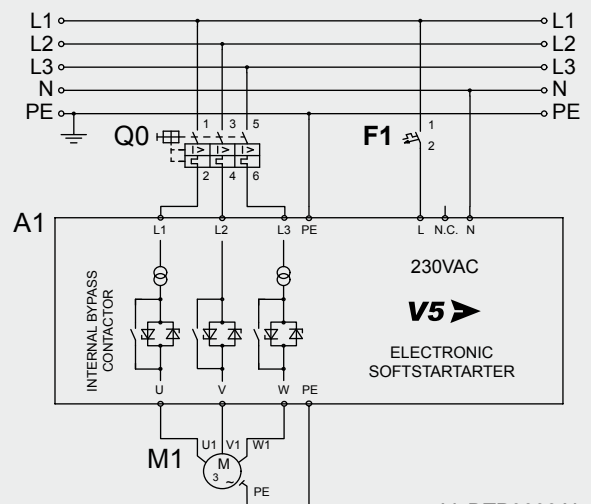 L1 L1
L2 L2
L3 L3
N N
PE PE
Q0 1 3 5 F1 1
I> I> I>
2 4 6 2
A1 L1 L2 L3 PE L N.C. N
230VAC
V5
INTERNAL BYPASS
CONTACTOR
ELECTRONIC
SOFTSTARTARTER
U V W PE
M1 U1 V1 W1
M
3 ~
PE